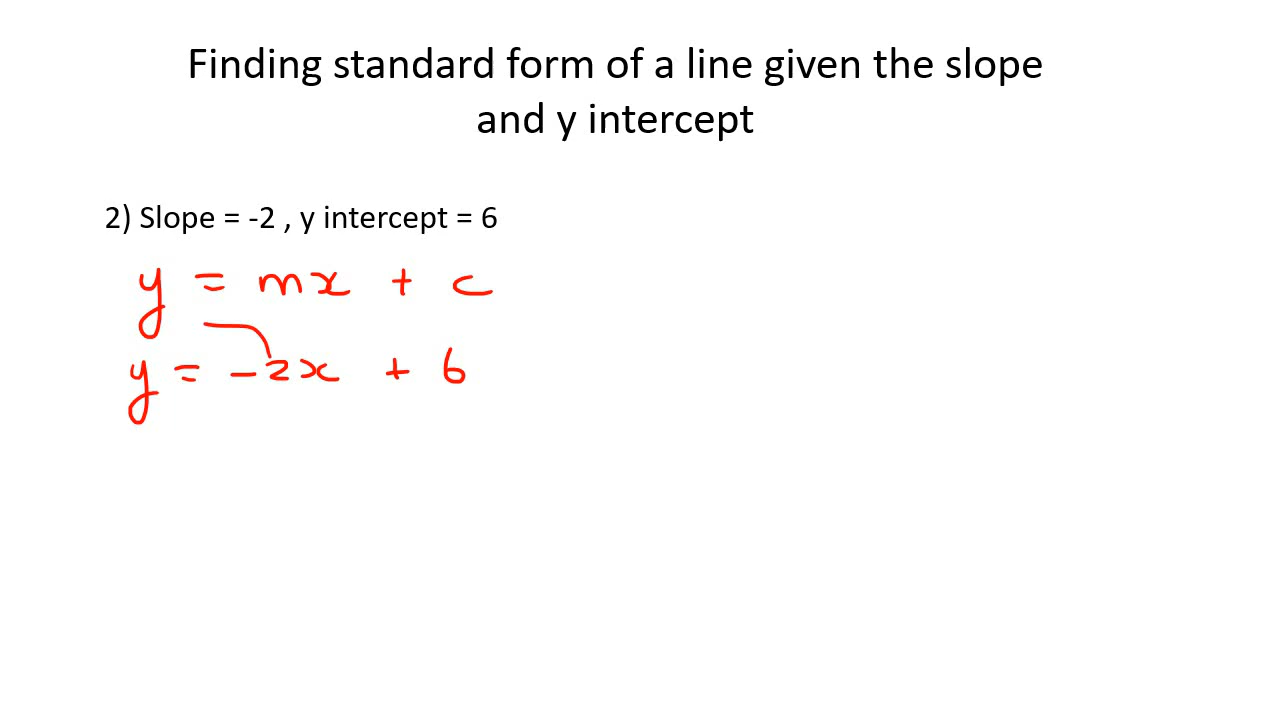 Finding standard form of a line given the slope
and y intercept
2) Slope = -2 , y intercept = 6
y = mx + c
y = -2x + 6